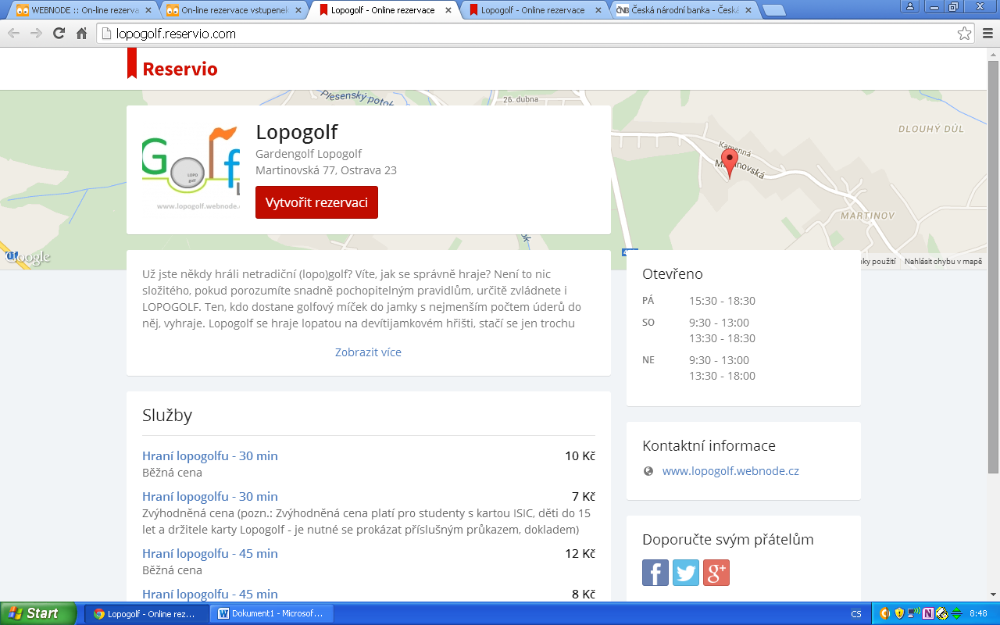 WEBNODE :: On-line rezerva
On-line rezervace vstupenek
Lopogolf - Online rezervace
Lopogolf - Online rezervace
Česká národní banka - Česk
lopogolf.reservio.com
Reservio
Plesenský potok
26. dubna
DLOUHÝ DŮL
Kamenná
Martinovská
MARTINOV
Google
ky použití
Nahlásit chybu v mapě
Golf
LOPO
golf
www.lopogolf.webnode.
Lopogolf
Gardengolf Lopogolf
Martinovská 77, Ostrava 23
Vytvořit rezervaci
Už jste někdy hráli netradiční (lopo)golf? Víte, jak se správně hraje? Není to nic
složitého, pokud porozumíte snadně pochopitelným pravidlům, určitě zvládnete i
LOPOGOLF. Ten, kdo dostane golfový míček do jamky s nejmenším počtem úderů do
něj, vyhraje. Lopogolf se hraje lopatou na devítijamkovém hřišti, stačí se jen trochu
Zobrazit více
Služby
Hraní lopogolfu - 30 min 10 Kč
Běžná cena
Hraní lopogolfu - 30 min 7 Kč
Zvýhodněná cena (pozn.: Zvýhodněná cena platí pro studenty s kartou ISIC, děti do 15
let a držitele karty Lopogolf - je nutné se prokázat příslušným průkazem, dokladem)
Hraní lopogolfu - 45 min 12 Kč
Běžná cena
Hraní lopogolfu - 45 min 8 Kč
Otevřeno
PÁ 15:30 - 18:30
SO 9:30 - 13:00
13:30 - 18:30
NE 9:30 - 13:00
13:30 - 18:00
Kontaktní informace
www.lopogolf.webnode.cz
Doporučte svým přátelům
Start
Lopogolf - Online rez...
Dokument1 - Microsof...
CS
8:48